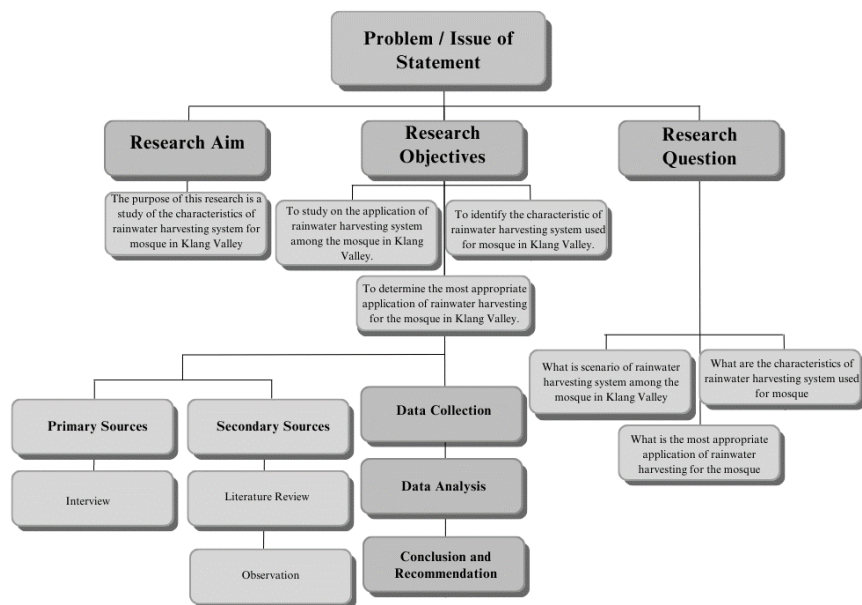 Problem / Issue of
Statement
Research Aim
Research
Objectives
Research
Question
The purpose of this research is a
study of the characteristics of
rainwater harvesting system for
mosque in Klang Valley
To study on the application of
rainwater harvesting system
among the mosque in Klang
Valley.
To identify the characteristic of
rainwater harvesting system used
for mosque in Klang Valley.
To determine the most appropriate
application of rainwater harvesting
for the mosque in Klang Valley.
What is scenario of rainwater
harvesting system among the
mosque in Klang Valley
What are the characteristics of
rainwater harvesting system used
for mosque
What is the most appropriate
application of rainwater
harvesting for the mosque
Primary Sources
Secondary Sources
Data Collection
Interview
Literature Review
Data Analysis
Observation
Conclusion and
Recommendation